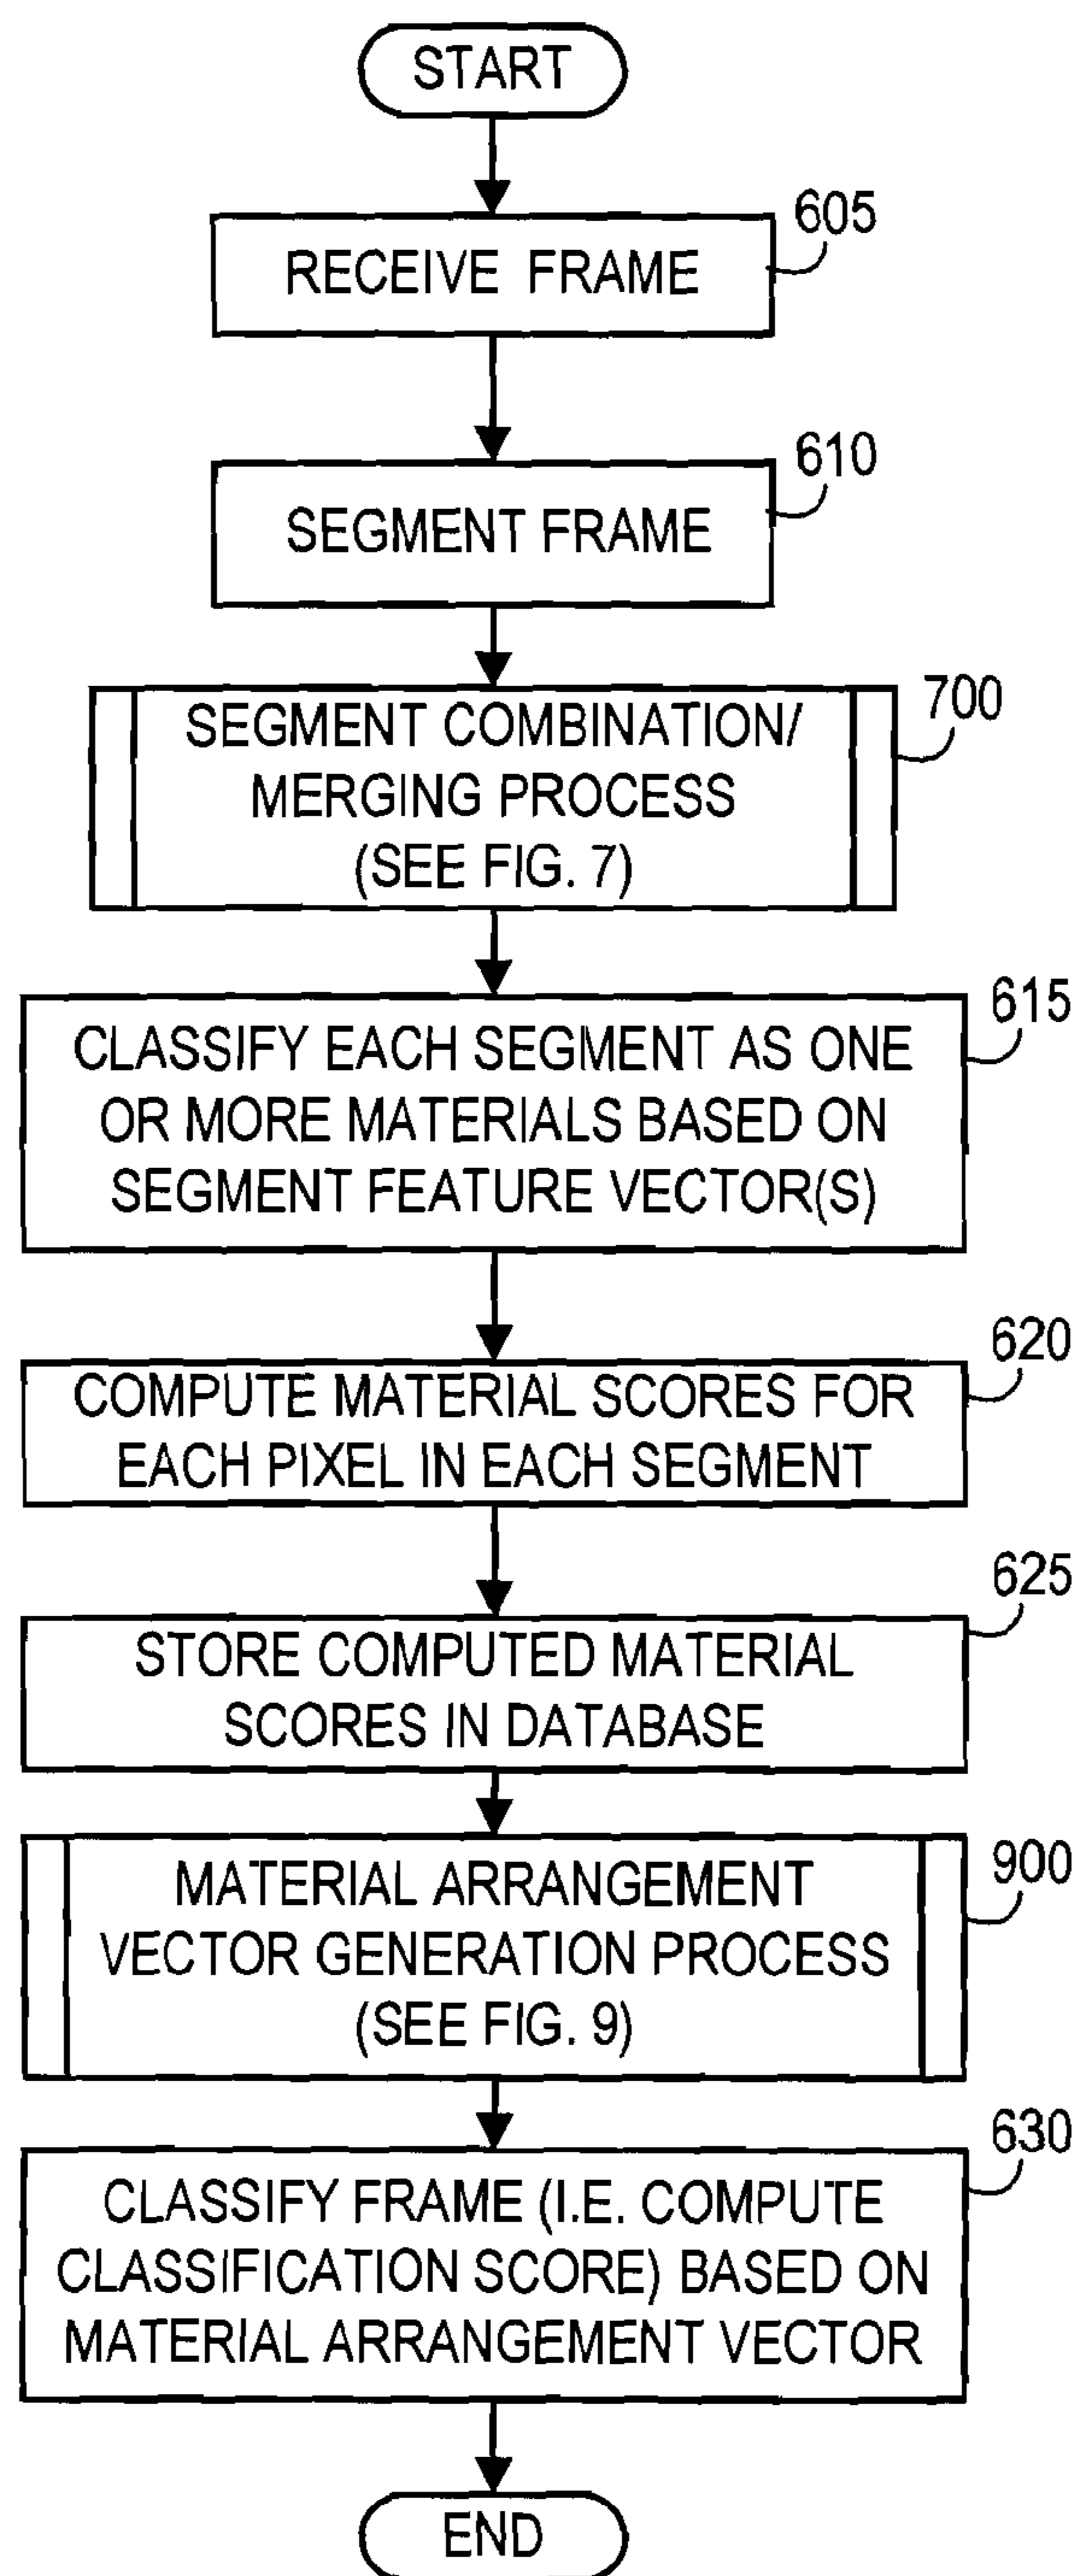 START
605
RECEIVE FRAME
610
SEGMENT FRAME
700
SEGMENT COMBINATION/
MERGING PROCESS
(SEE FIG. 7)
615
CLASSIFY EACH SEGMENT AS ONE
OR MORE MATERIALS BASED ON
SEGMENT FEATURE VECTOR(S)
620
COMPUTE MATERIAL SCORES FOR
EACH PIXEL IN EACH SEGMENT
625
STORE COMPUTED MATERIAL
SCORES IN DATABASE
900
MATERIAL ARRANGEMENT
VECTOR GENERATION PROCESS
(SEE FIG. 9)
630
CLASSIFY FRAME (I.E. COMPUTE
CLASSIFICATION SCORE) BASED ON
MATERIAL ARRANGEMENT VECTOR
END